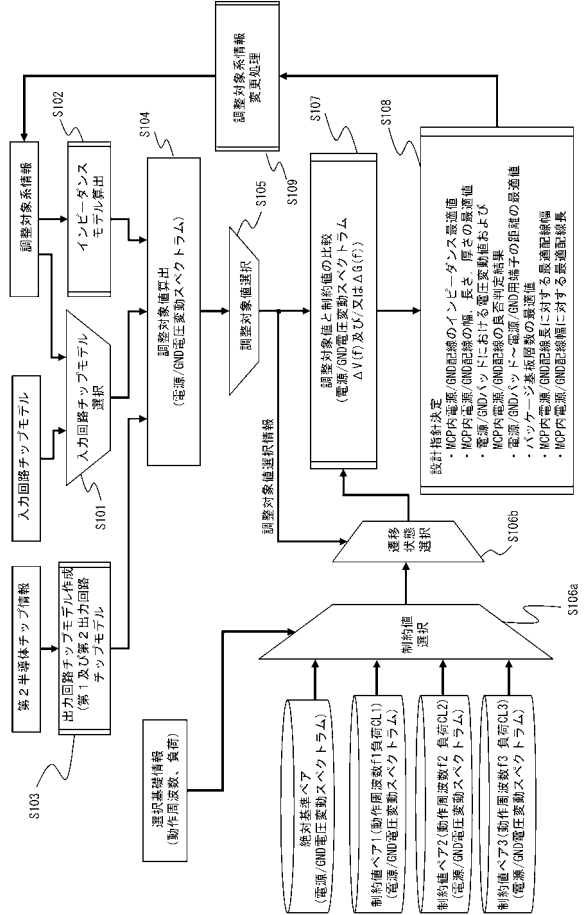 第２半導体チップ情報
出力回路チップモデル作成
(第１及び第２出力回路
チップモデル)
S103
入力回路チップモデル
入力回路チップモデル
選択
S101
調整対象系情報
インピーダンス
モデル算出
S102
調整対象値算出
(電源/GND電圧変動スペクトラム)
S104
調整対象値選択
S105
調整対象系情報
変更処理
S109
選択基礎情報
(動作周波数、負荷)
調整対象値選択情報
絶対基準ペア
(電源/GND電圧変動スペクトラム)
制約値ペア1(動作周波数f1 負荷CL1)
(電源/GND電圧変動スペクトラム)
制約値ペア2(動作周波数f2 負荷CL2)
(電源/GND電圧変動スペクトラム)
制約値ペア3(動作周波数f3 負荷CL3)
(電源/GND電圧変動スペクトラム)
制約値
選択
S106a
遷移
状態
選択
S106b
調整対象値と制約値の比較
(電源/GND電圧変動スペクトラム
ΔV(f)及び/又はΔG(f))
S107
設計指針決定
・MCP内電源/GND配線のインピーダンス最適値
・MCP内電源/GND配線の幅、長さ、厚さの最適値
・電源/GNDパッドにおける電圧変動値および
MCP内電源/GND配線の良否判定結果
・電源/GNDパッド～電源/GND用端子の距離の最適値
・パッケージ基板層数の最適値
・MCP内電源/GND配線長に対する最適配線幅
・MCP内電源/GND配線幅に対する最適配線長
S108